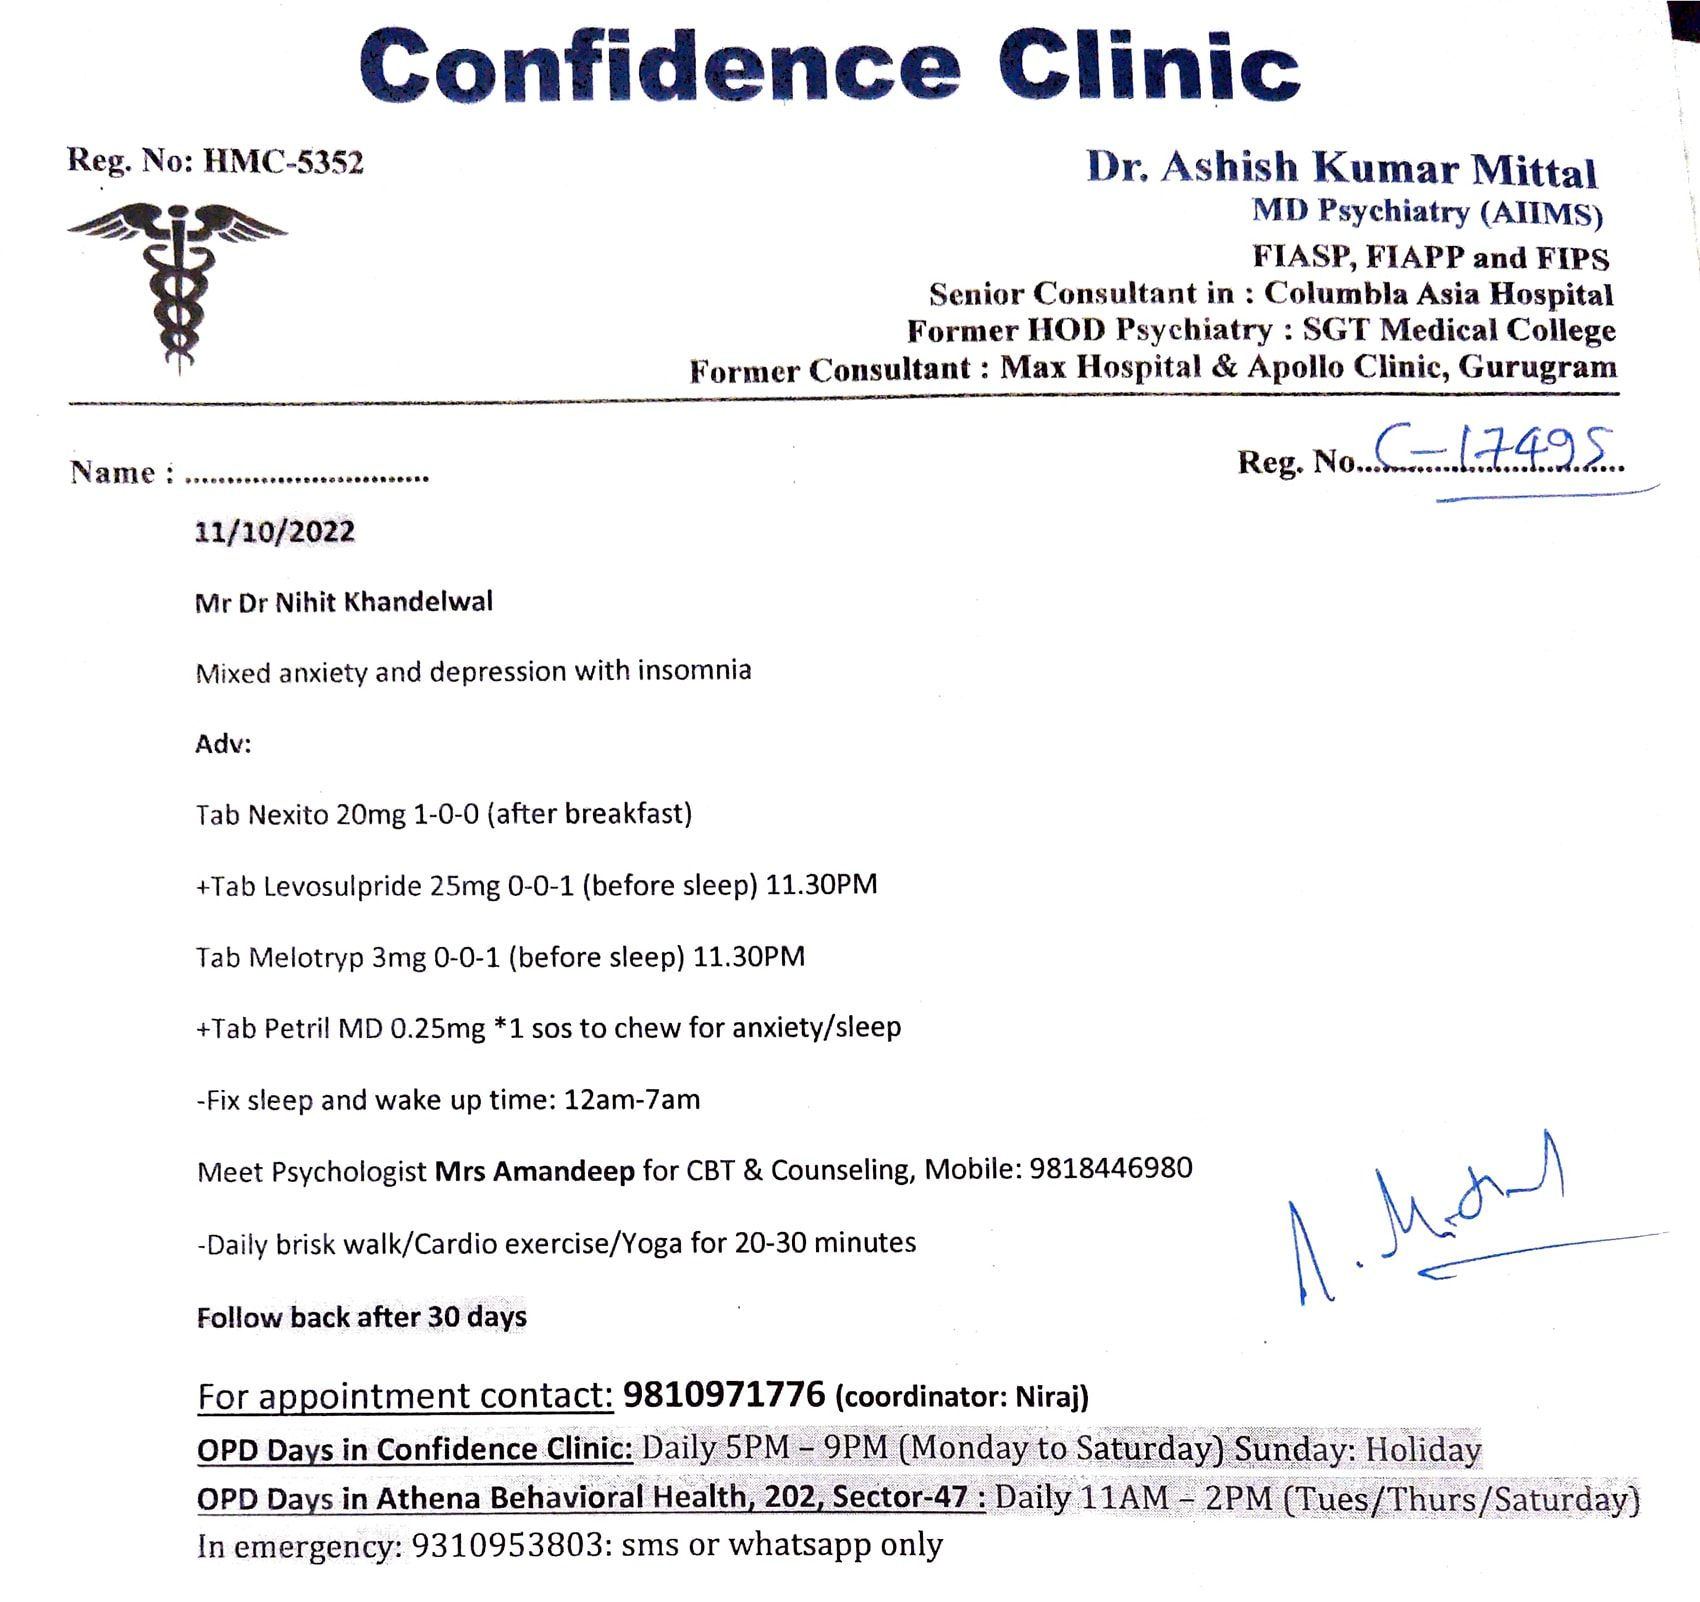 Confidence Clinic
Reg. No: HMC-5352
Dr. Ashish Kumar Mittal
MD Psychiatry (AIIMS)
FIASP, FIAPP and FIPS
Senior Consultant in : Columbla Asia Hospital
Former HOD Psychiatry : SGT Medical College
Former Consultant : Max Hospital & Apollo Clinic, Gurugram
Name : .............................
Reg. No. C-17495
11/10/2022
Mr Dr Nihit Khandelwal
Mixed anxiety and depression with insomnia
Adv:
Tab Nexito 20mg 1-0-0 (after breakfast)
+Tab Levosulpride 25mg 0-0-1 (before sleep) 11.30PM
Tab Melotryp 3mg 0-0-1 (before sleep) 11.30PM
+Tab Petril MD 0.25mg *1 sos to chew for anxiety/sleep
-Fix sleep and wake up time: 12am-7am
Meet Psychologist Mrs Amandeep for CBT & Counseling, Mobile: 9818446980
-Daily brisk walk/Cardio exercise/Yoga for 20-30 minutes
A. Mittal
Follow back after 30 days
For appointment contact: 9810971776 (coordinator: Niraj)
OPD Days in Confidence Clinic: Daily 5PM – 9PM (Monday to Saturday) Sunday: Holiday
OPD Days in Athena Behavioral Health, 202, Sector-47 : Daily 11AM – 2PM (Tues/Thurs/Saturday)
In emergency: 9310953803: sms or whatsapp only